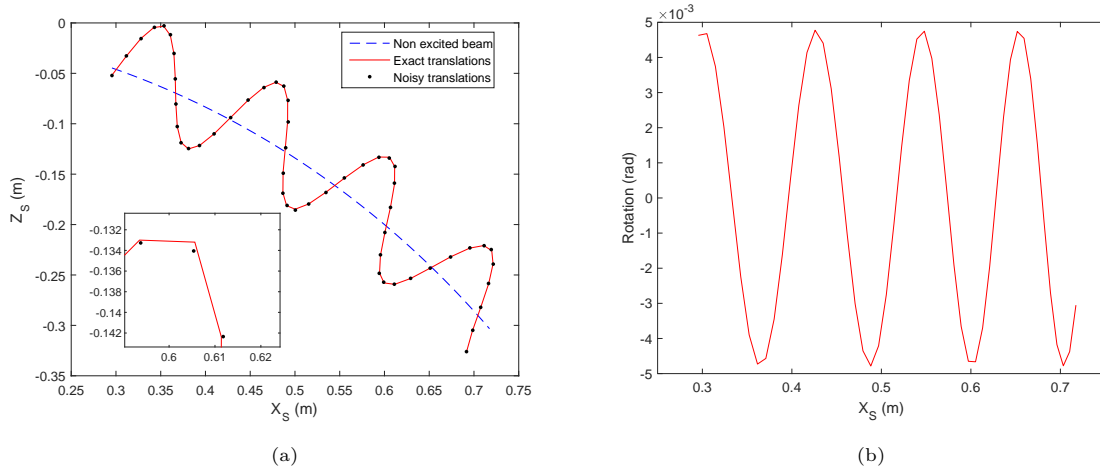 0
-0.05
-0.1
-0.15
-0.2
-0.25
-0.3
-0.35
Z_S (m)
Non excited beam
Exact translations
Noisy translations
-0.132
-0.134
-0.136
-0.138
-0.14
-0.142
0.6 0.61 0.62
0.25 0.3 0.35 0.4 0.45 0.5 0.55 0.6 0.65 0.7 0.75
X_S (m)
(a)
×10^-3
5
4
3
2
1
0
-1
-2
-3
-4
-5
Rotation (rad)
0.3 0.4 0.5 0.6 0.7
X_S (m)
(b)